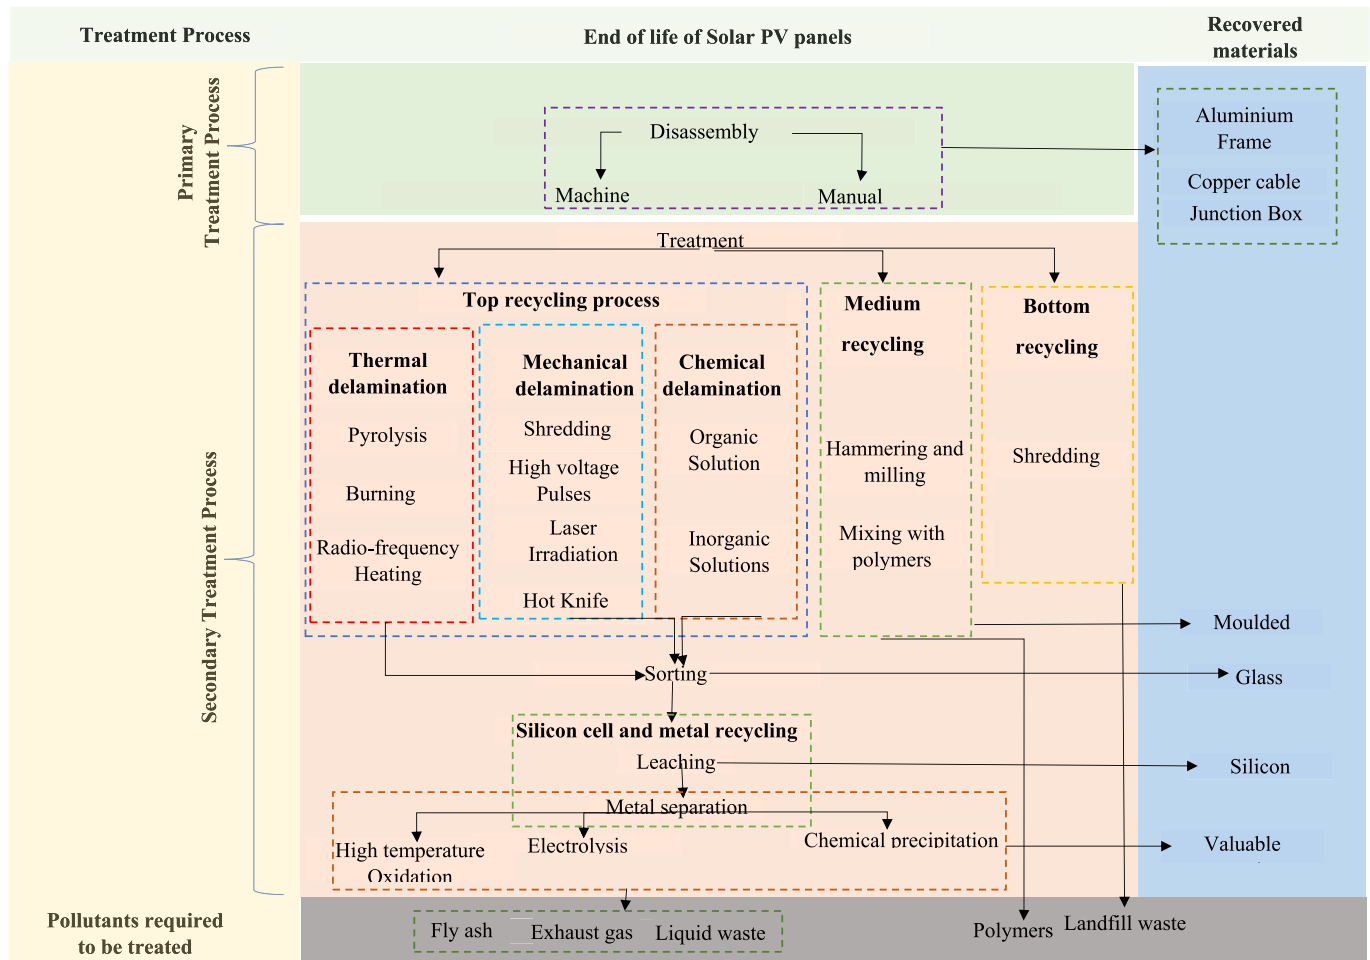 Treatment Process
End of life of Solar PV panels
Recovered
materials
Primary
Treatment Process
Disassembly
Machine
Manual
Aluminium
Frame
Copper cable
Junction Box
Secondary Treatment Process
Treatment
Top recycling process
Thermal
delamination
Pyrolysis
Burning
Radio-frequency
Heating
Mechanical
delamination
Shredding
High voltage
Pulses
Laser
Irradiation
Hot Knife
Chemical
delamination
Organic
Solution
Inorganic
Solutions
Medium
recycling
Hammering and
milling
Mixing with
polymers
Bottom
recycling
Shredding
Moulded
Sorting
Glass
Silicon cell and metal recycling
Leaching
Silicon
Metal separation
High temperature
Oxidation
Electrolysis
Chemical precipitation
Valuable
Pollutants required
to be treated
Fly ash
Exhaust gas
Liquid waste
Polymers
Landfill waste